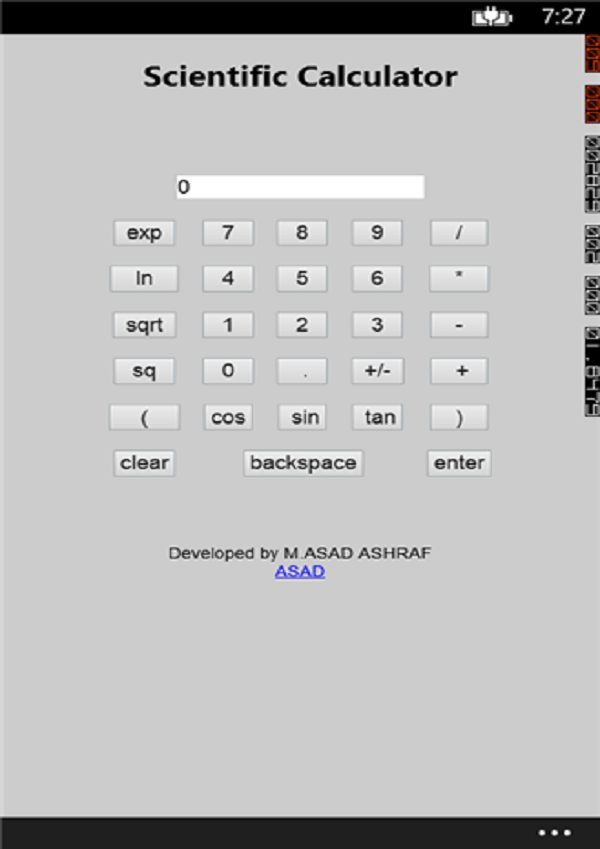 7:27
Scientific Calculator
0
exp 7 8 9 /
ln 4 5 6 *
sqrt 1 2 3 -
sq 0 . +/- +
( cos sin tan )
clear backspace enter
Developed by M.ASAD ASHRAF
ASAD